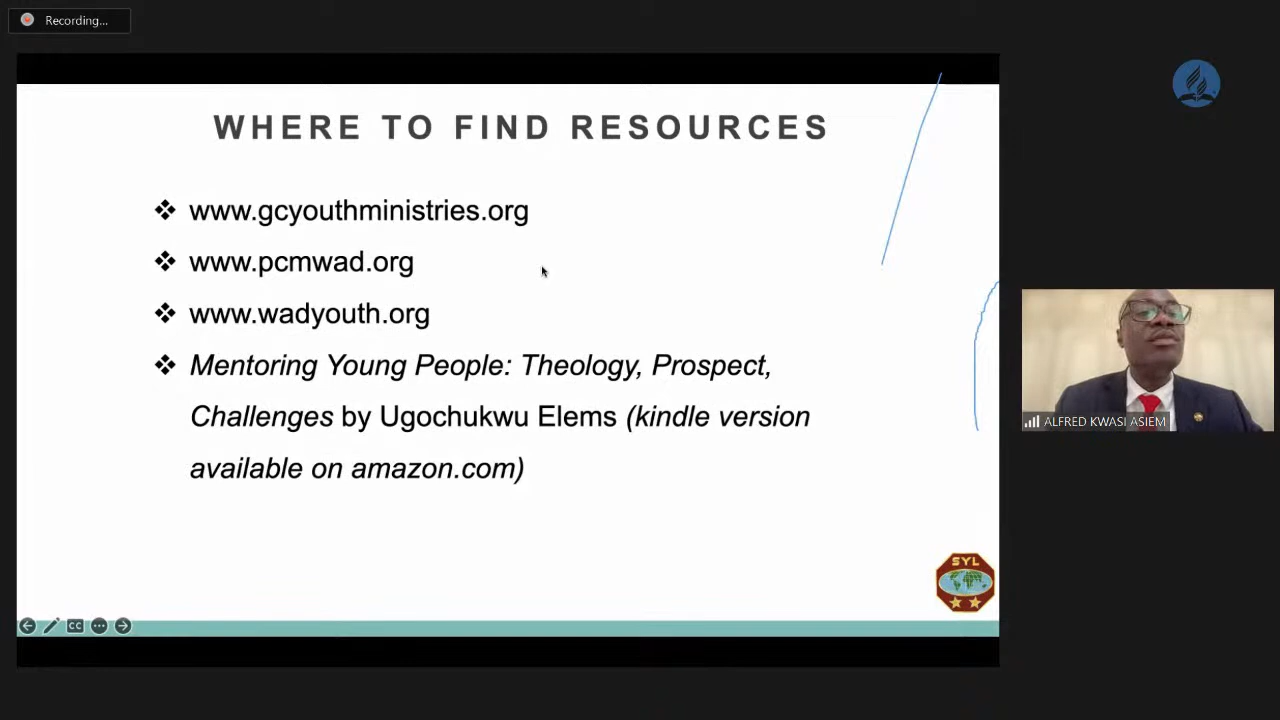 Recording...
WHERE TO FIND RESOURCES
❖ www.gcyouthministries.org
❖ www.pcmwad.org
❖ www.wadyouth.org
❖ Mentoring Young People: Theology, Prospect,
Challenges by Ugochukwu Elems (kindle version
available on amazon.com)
SYL
CC
ALFRED KWASI ASIEM